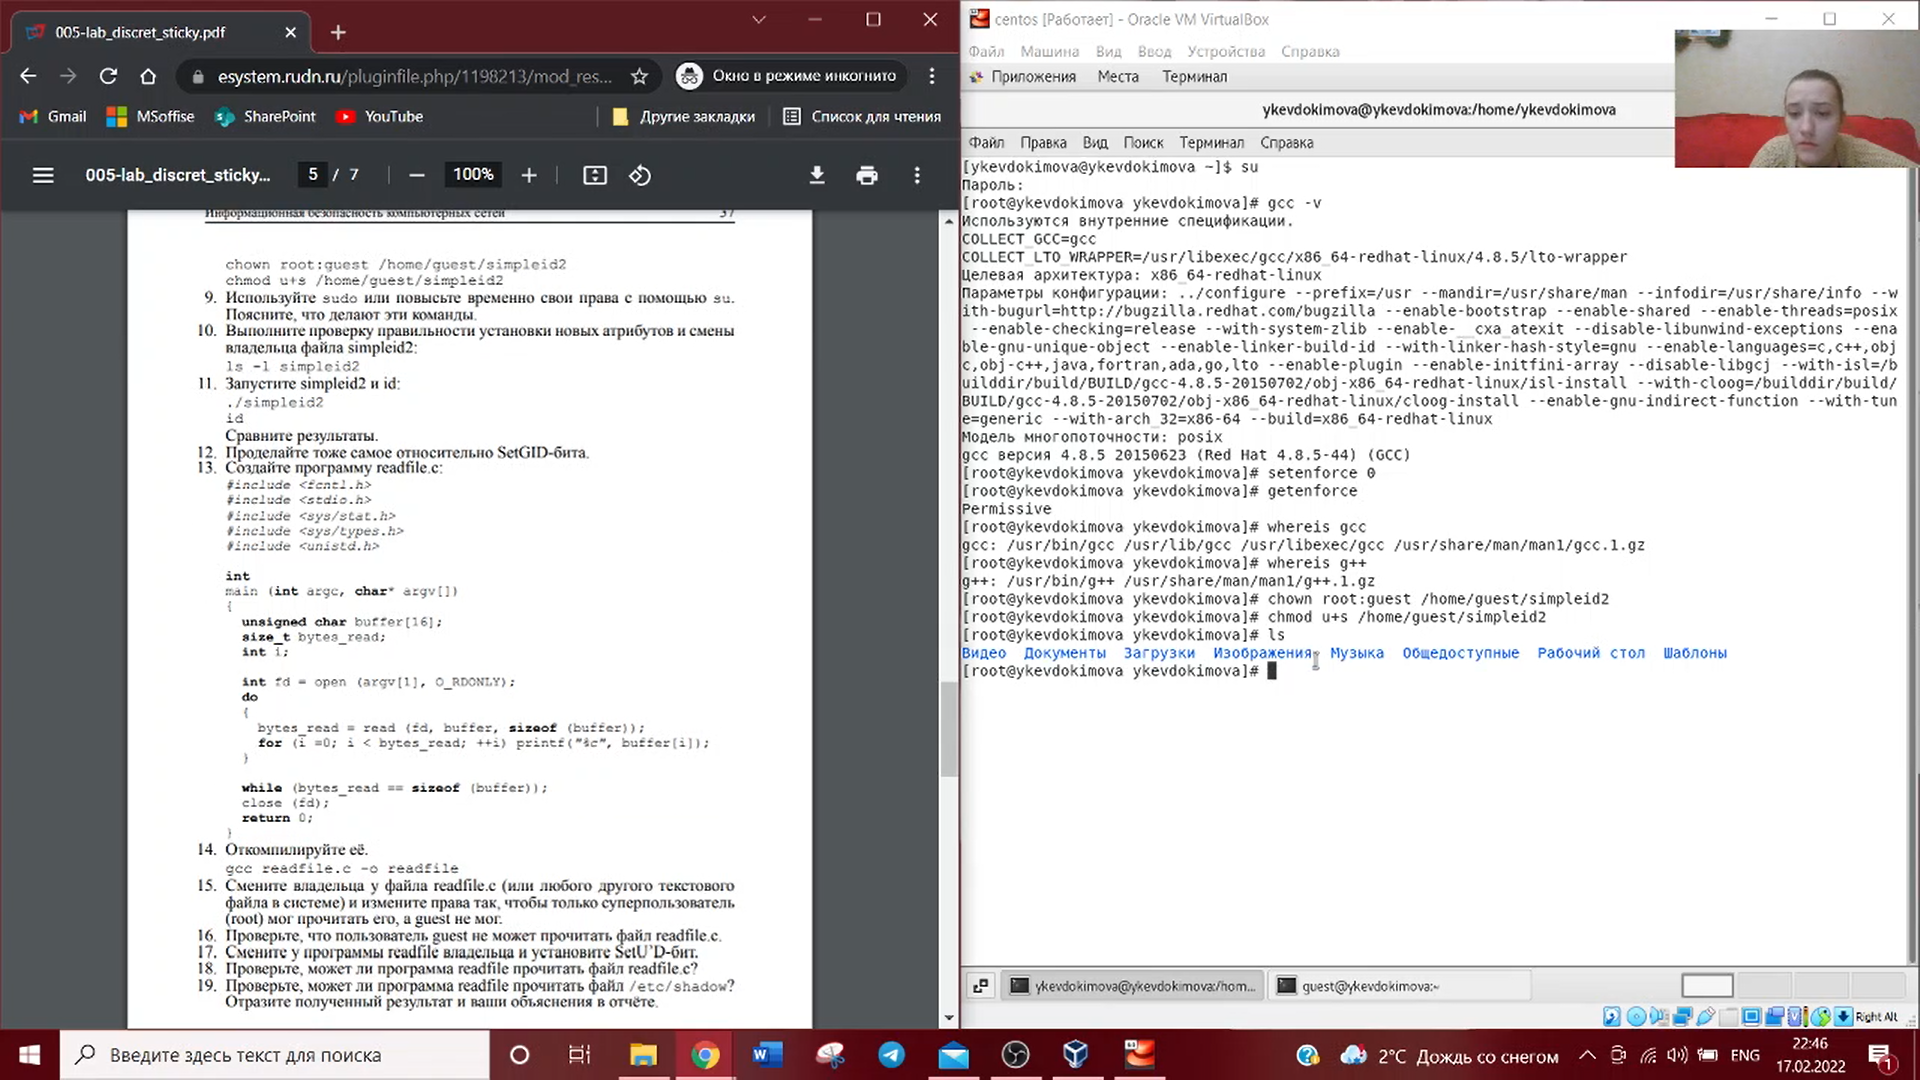 005-lab_discret_sticky.pdf
esystem.rudn.ru/pluginfile.php/1198213/mod_res...
Окно в режиме инкогнито
Gmail
MSoffise
SharePoint
YouTube
Другие закладки
Список для чтения
005-lab_discret_sticky...
5 / 7
100%
Информационная безопасность компьютерных сетей 37
chown root:guest /home/guest/simpleid2
chmod u+s /home/guest/simpleid2
9. Используйте sudo или повысьте временно свои права с помощью su.
Поясните, что делают эти команды.
10. Выполните проверку правильности установки новых атрибутов и смены
владельца файла simpleid2:
ls -l simpleid2
11. Запустите simpleid2 и id:
./simpleid2
id
Сравните результаты.
12. Проделайте тоже самое относительно SetGID-бита.
13. Создайте программу readfile.c:
#include <fcntl.h>
#include <stdio.h>
#include <sys/stat.h>
#include <sys/types.h>
#include <unistd.h>
int
main (int argc, char* argv[])
{
unsigned char buffer[16];
size_t bytes_read;
int i;
int fd = open (argv[1], O_RDONLY);
do
{
bytes_read = read (fd, buffer, sizeof (buffer));
for (i =0; i < bytes_read; ++i) printf("%c", buffer[i]);
}
while (bytes_read == sizeof (buffer));
close (fd);
return 0;
}
14. Откомпилируйте её.
gcc readfile.c -o readfile
15. Смените владельца у файла readfile.c (или любого другого текстового
файла в системе) и измените права так, чтобы только суперпользователь
(root) мог прочитать его, а guest не мог.
16. Проверьте, что пользователь guest не может прочитать файл readfile.c.
17. Смените у программы readfile владельца и установите SetU'D-бит.
18. Проверьте, может ли программа readfile прочитать файл readfile.c?
19. Проверьте, может ли программа readfile прочитать файл /etc/shadow?
Отразите полученный результат и ваши объяснения в отчёте.
centos [Работает] - Oracle VM VirtualBox
Файл Машина Вид Ввод Устройства Справка
Приложения Места Терминал
ykevdokimova@ykevdokimova:/home/ykevdokimova
Файл Правка Вид Поиск Терминал Справка
[ykevdokimova@ykevdokimova ~]$ su
Пароль:
[root@ykevdokimova ykevdokimova]# gcc -v
Используются внутренние спецификации.
COLLECT_GCC=gcc
COLLECT_LTO_WRAPPER=/usr/libexec/gcc/x86_64-redhat-linux/4.8.5/lto-wrapper
Целевая архитектура: x86_64-redhat-linux
Параметры конфигурации: ../configure --prefix=/usr --mandir=/usr/share/man --infodir=/usr/share/info --w
ith-bugurl=http://bugzilla.redhat.com/bugzilla --enable-bootstrap --enable-shared --enable-threads=posix
--enable-checking=release --with-system-zlib --enable-__cxa_atexit --disable-libunwind-exceptions --ena
ble-gnu-unique-object --enable-linker-build-id --with-linker-hash-style=gnu --enable-languages=c,c++,obj
c,obj-c++,java,fortran,ada,go,lto --enable-plugin --enable-initfini-array --disable-libgcj --with-isl=/b
uilddir/build/BUILD/gcc-4.8.5-20150702/obj-x86_64-redhat-linux/isl-install --with-cloog=/builddir/build/
BUILD/gcc-4.8.5-20150702/obj-x86_64-redhat-linux/cloog-install --enable-gnu-indirect-function --with-tun
e=generic --with-arch_32=x86-64 --build=x86_64-redhat-linux
Модель многопоточности: posix
gcc версия 4.8.5 20150623 (Red Hat 4.8.5-44) (GCC)
[root@ykevdokimova ykevdokimova]# setenforce 0
[root@ykevdokimova ykevdokimova]# getenforce
Permissive
[root@ykevdokimova ykevdokimova]# whereis gcc
gcc: /usr/bin/gcc /usr/lib/gcc /usr/libexec/gcc /usr/share/man/man1/gcc.1.gz
[root@ykevdokimova ykevdokimova]# whereis g++
g++: /usr/bin/g++ /usr/share/man/man1/g++.1.gz
[root@ykevdokimova ykevdokimova]# chown root:guest /home/guest/simpleid2
[root@ykevdokimova ykevdokimova]# chmod u+s /home/guest/simpleid2
[root@ykevdokimova ykevdokimova]# ls
Видео Документы Загрузки Изображения Музыка Общедоступные Рабочий стол Шаблоны
[root@ykevdokimova ykevdokimova]#
ykevdokimova@ykevdokimova:/hom...
guest@ykevdokimova:~
Right Alt
Введите здесь текст для поиска
2°C Дождь со снегом
ENG
22:46
17.02.2022
1